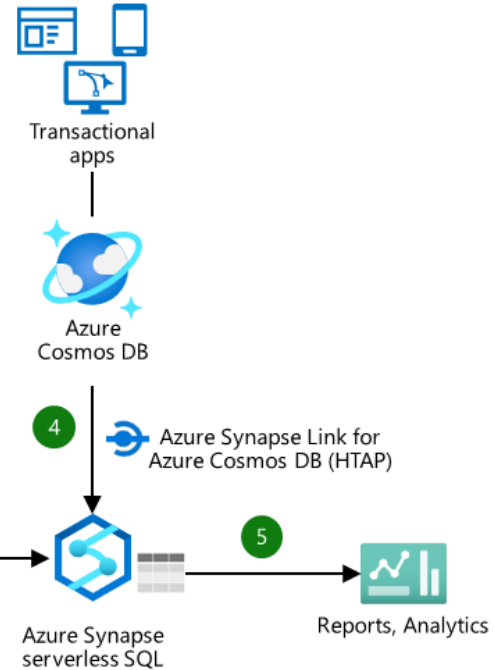 Transactional
apps
Azure
Cosmos DB
4
Azure Synapse Link for
Azure Cosmos DB (HTAP)
5
Azure Synapse
serverless SQL
Reports, Analytics